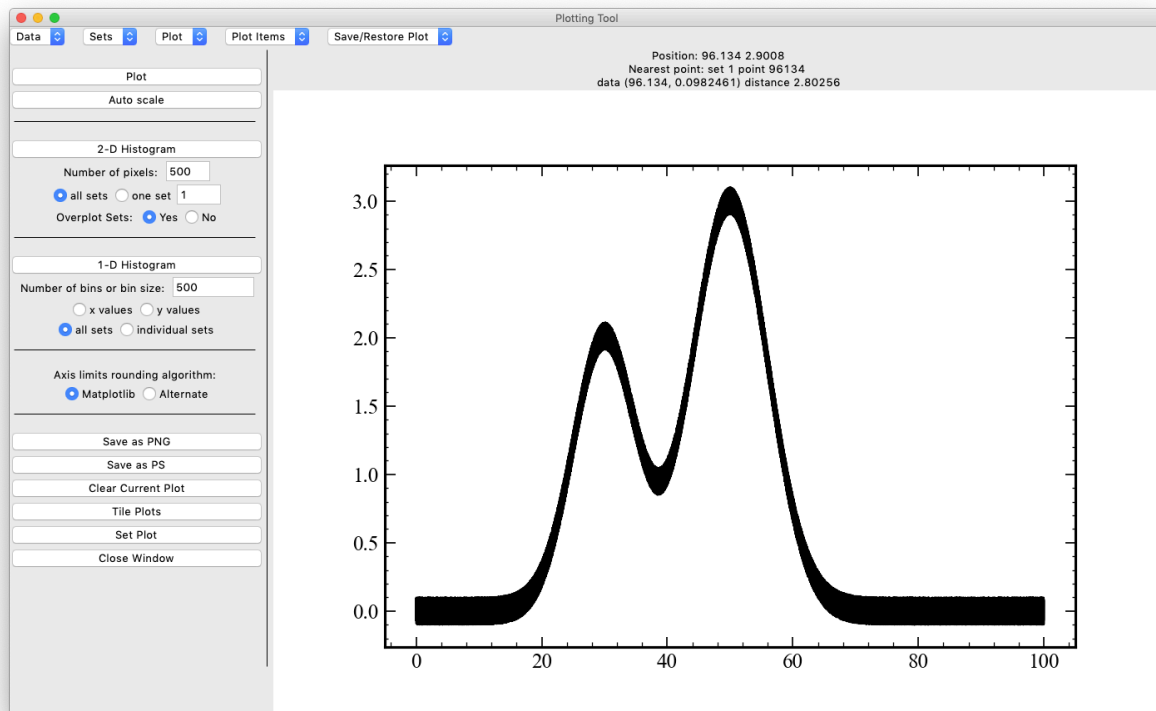 Plotting Tool
Data Sets Plot Plot Items Save/Restore Plot
Position: 96.134 2.9008
Nearest point: set 1 point 96134
data (96.134, 0.0982461) distance 2.80256
Plot
Auto scale
2-D Histogram
Number of pixels: 500
all sets one set 1
Overplot Sets: Yes No
1-D Histogram
Number of bins or bin size: 500
x values y values
all sets individual sets
Axis limits rounding algorithm:
Matplotlib Alternate
Save as PNG
Save as PS
Clear Current Plot
Tile Plots
Set Plot
Close Window
3.0
2.5
2.0
1.5
1.0
0.5
0.0
0 20 40 60 80 100